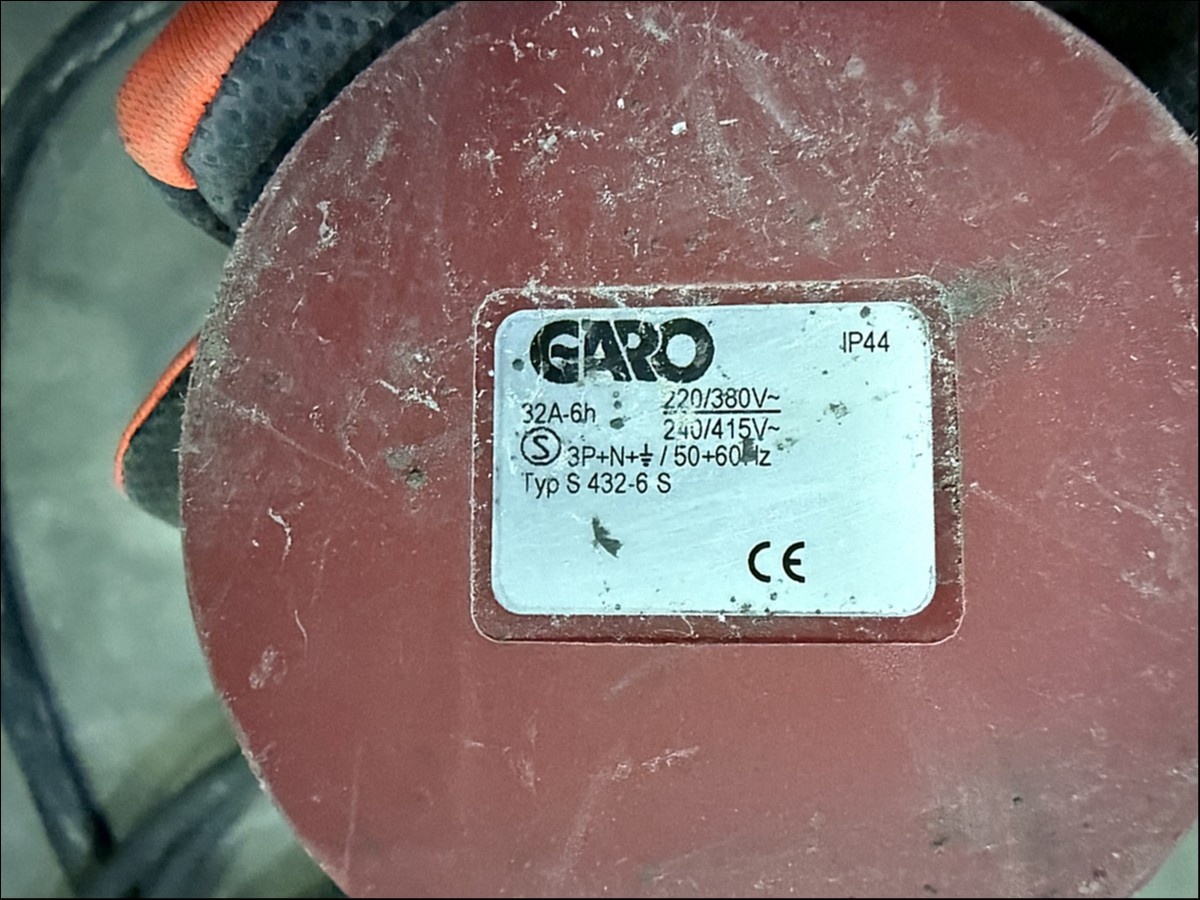 GARO
IP44
32A-6h
220/380V~
240/415V~
Ⓢ 3P+N+⏚ / 50+60Hz
Typ S 432-6 S
CE